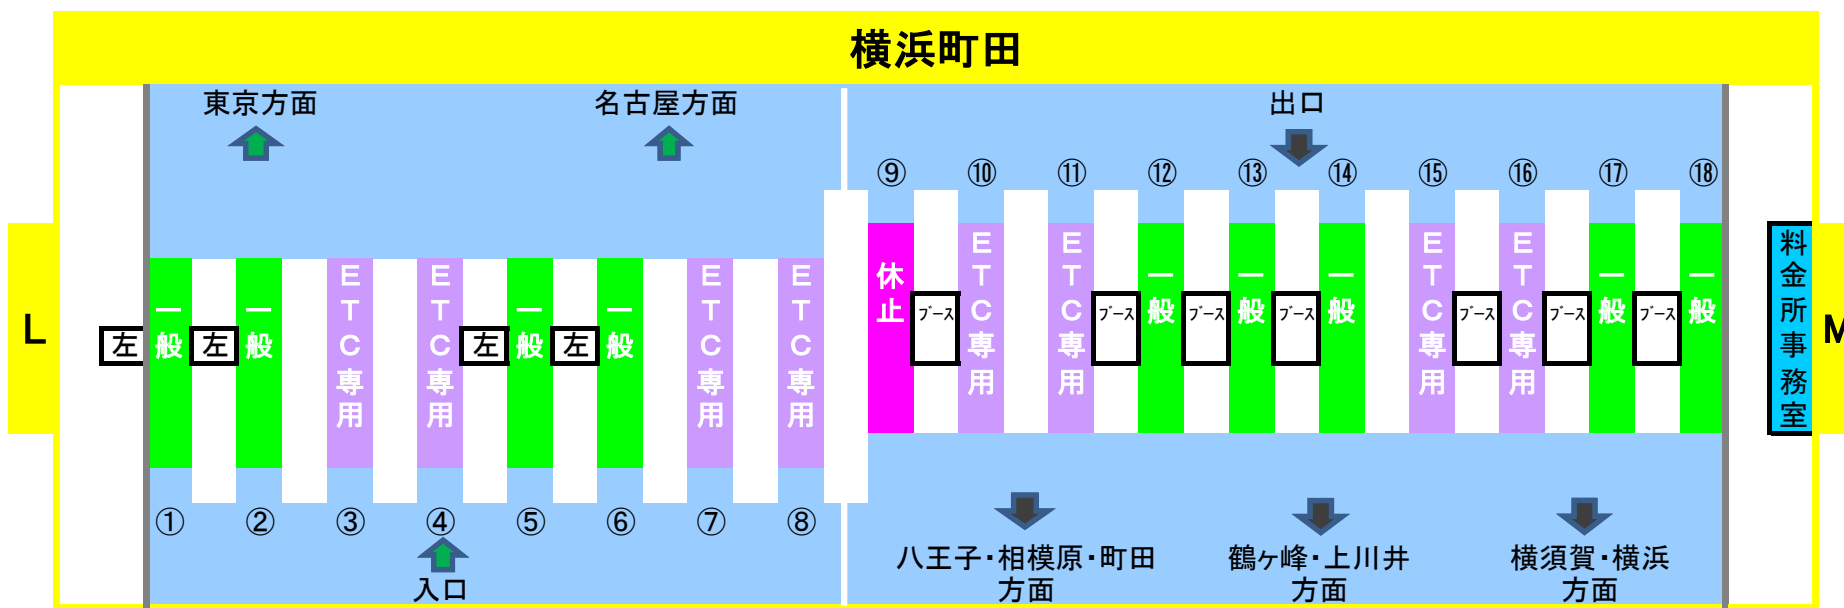 横浜町田
東京方面
名古屋方面
出口
⑨ ⑩ ⑪ ⑫ ⑬ ⑭ ⑮ ⑯ ⑰ ⑱
L
左
一般
左
一般
ETC専用
ETC専用
左
一般
左
一般
ETC専用
ETC専用
休止
ブース
ETC専用
ETC専用
ブース
一般
ブース
一般
ブース
一般
ETC専用
ブース
ETC専用
ブース
一般
ブース
一般
料金所事務室
M
① ② ③ ④ ⑤ ⑥ ⑦ ⑧
入口
八王子・相模原・町田
方面
鶴ヶ峰・上川井
方面
横須賀・横浜
方面